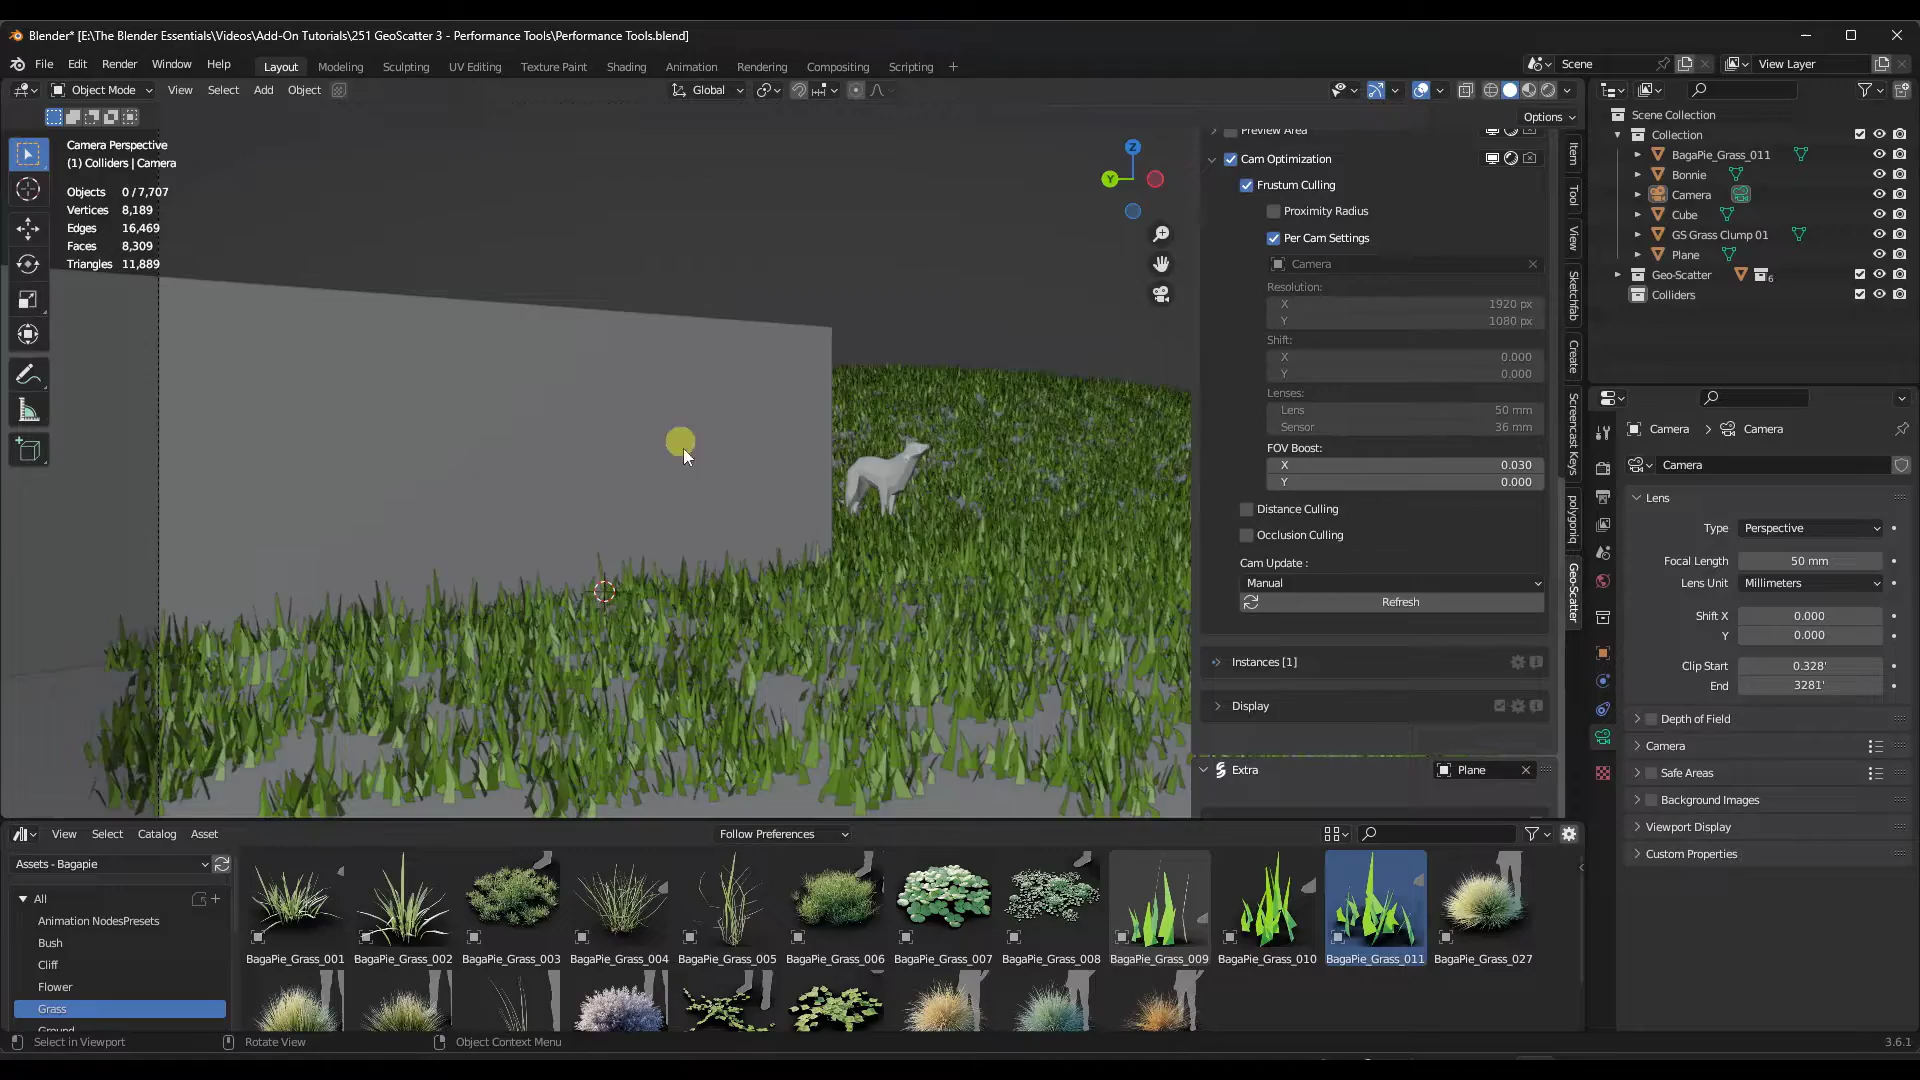 Blender* [E:\The Blender Essentials\Videos\Add-On Tutorials\251 GeoScatter 3 - Performance Tools\Performance Tools.blend]
File Edit Render Window Help
Layout Modeling Sculpting UV Editing Texture Paint Shading Animation Rendering Compositing Scripting +
Scene
View Layer
Object Mode View Select Add Object
Global
Options
Camera Perspective
(1) Colliders | Camera
Objects 0 / 7,707
Vertices 8,189
Edges 16,469
Faces 8,309
Triangles 11,889
Z
Y
Preview Area
Cam Optimization
Frustum Culling
Proximity Radius
Per Cam Settings
Camera
Resolution:
X 1920 px
Y 1080 px
Shift:
X 0.000
Y 0.000
Lenses:
Lens 50 mm
Sensor 36 mm
FOV Boost:
X 0.030
Y 0.000
Distance Culling
Occlusion Culling
Cam Update :
Manual
Refresh
Instances [1]
Display
Extra Plane
Item
Tool
View
Sketchfab
Create
Screencast Keys
polygoniq
Geo-Scatter
Scene Collection
Collection
BagaPie_Grass_011
Bonnie
Camera
Cube
GS Grass Clump 01
Plane
Geo-Scatter 6
Colliders
Camera > Camera
Camera
Lens
Type Perspective
Focal Length 50 mm
Lens Unit Millimeters
Shift X 0.000
Y 0.000
Clip Start 0.328'
End 3281'
Depth of Field
Camera
Safe Areas
Background Images
Viewport Display
Custom Properties
View Select Catalog Asset
Follow Preferences
Assets - Bagapie
All
Animation NodesPresets
Bush
Cliff
Flower
Grass
Ground
BagaPie_Grass_001 BagaPie_Grass_002 BagaPie_Grass_003 BagaPie_Grass_004 BagaPie_Grass_005 BagaPie_Grass_006 BagaPie_Grass_007 BagaPie_Grass_008 BagaPie_Grass_009 BagaPie_Grass_010 BagaPie_Grass_011 BagaPie_Grass_027
Select in Viewport Rotate View Object Context Menu
3.6.1